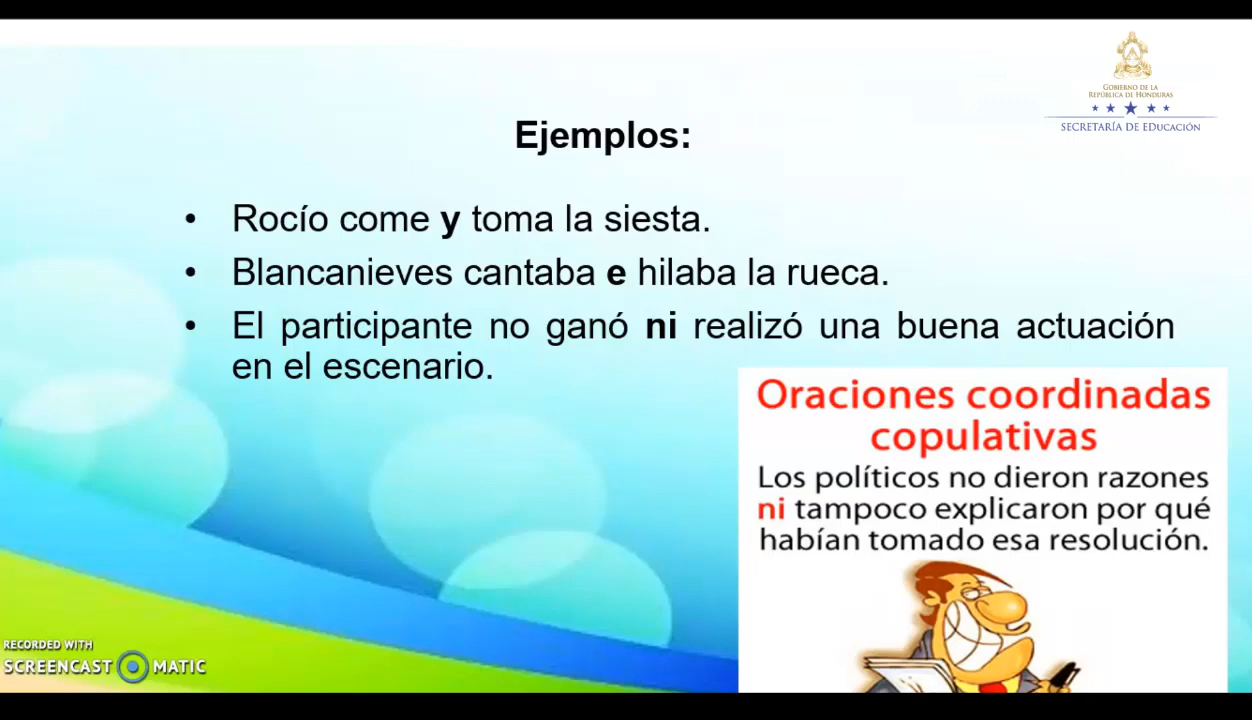 GOBIERNO DE LA
REPÚBLICA DE HONDURAS
SECRETARÍA DE EDUCACIÓN
Ejemplos:
• Rocío come y toma la siesta.
• Blancanieves cantaba e hilaba la rueca.
• El participante no ganó ni realizó una buena actuación
en el escenario.
Oraciones coordinadas
copulativas
Los políticos no dieron razones
ni tampoco explicaron por qué
habían tomado esa resolución.
RECORDED WITH
SCREENCAST MATIC